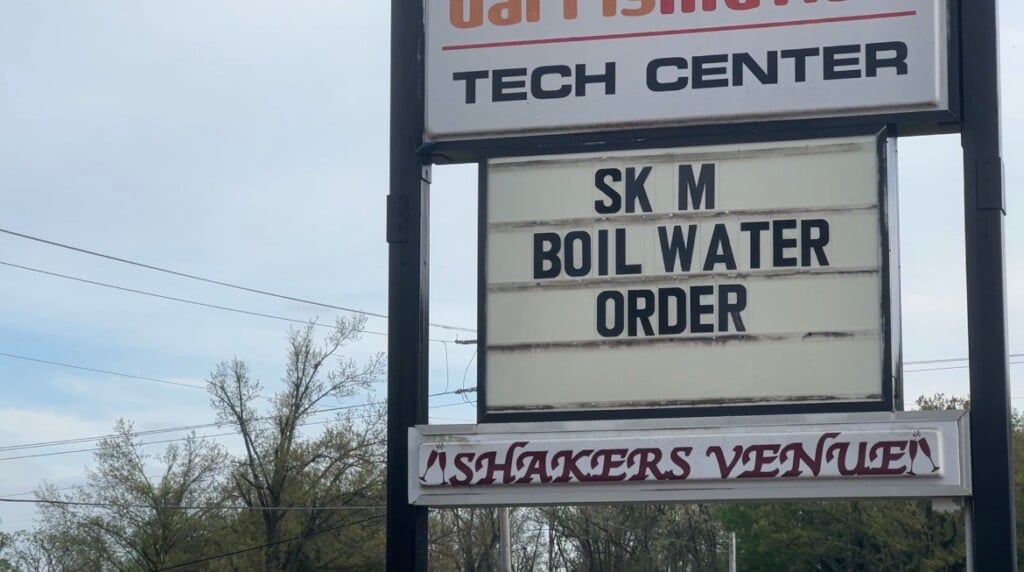 TECH CENTER
SK M
BOIL WATER
ORDER
SHAKERS VENUE